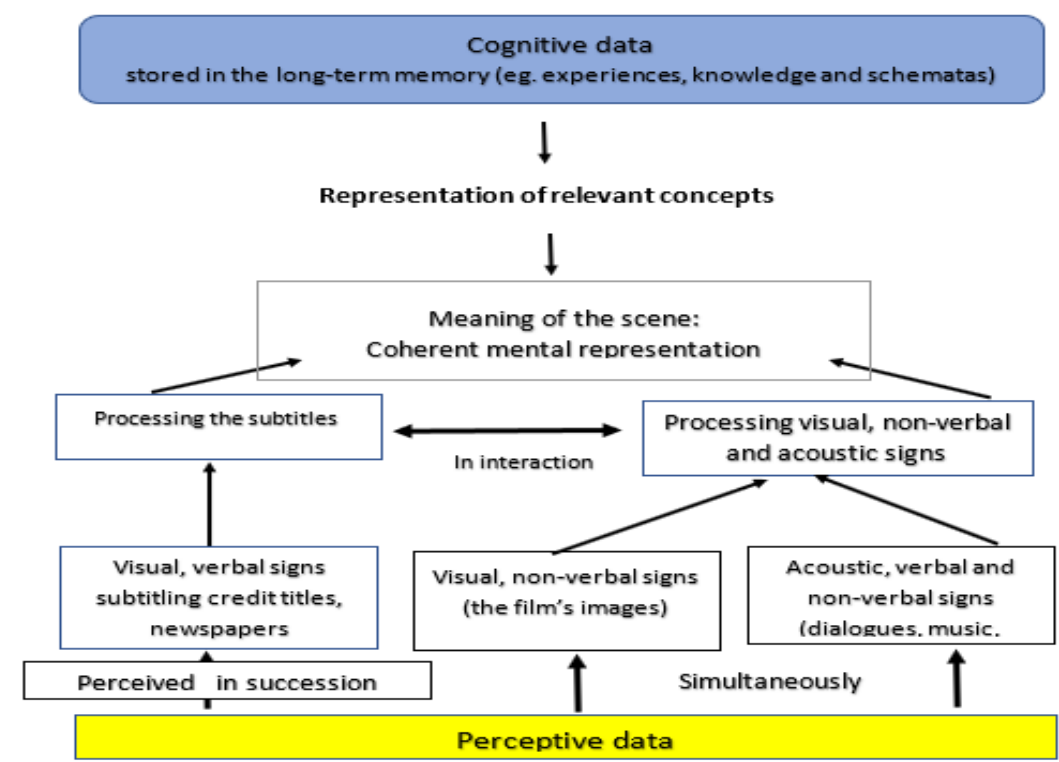 Cognitive data
stored in the long-term memory (eg. experiences, knowledge and schematas)
Representation of relevant concepts
Meaning of the scene:
Coherent mental representation
Processing the subtitles
In interaction
Processing visual, non-verbal
and acoustic signs
Visual, verbal signs
subtitling credit titles,
newspapers
Visual, non-verbal signs
(the film's images)
Acoustic, verbal and
non-verbal signs
(dialogues, music,
Perceived in succession
Simultaneously
Perceptive data